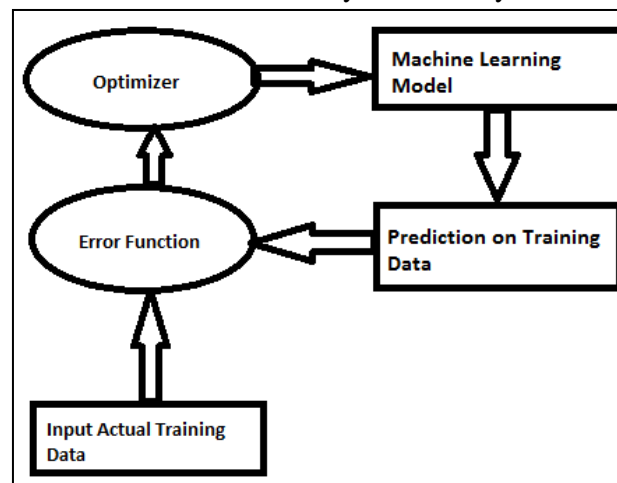 Optimizer
Machine Learning
Model
Error Function
Prediction on Training
Data
Input Actual Training
Data